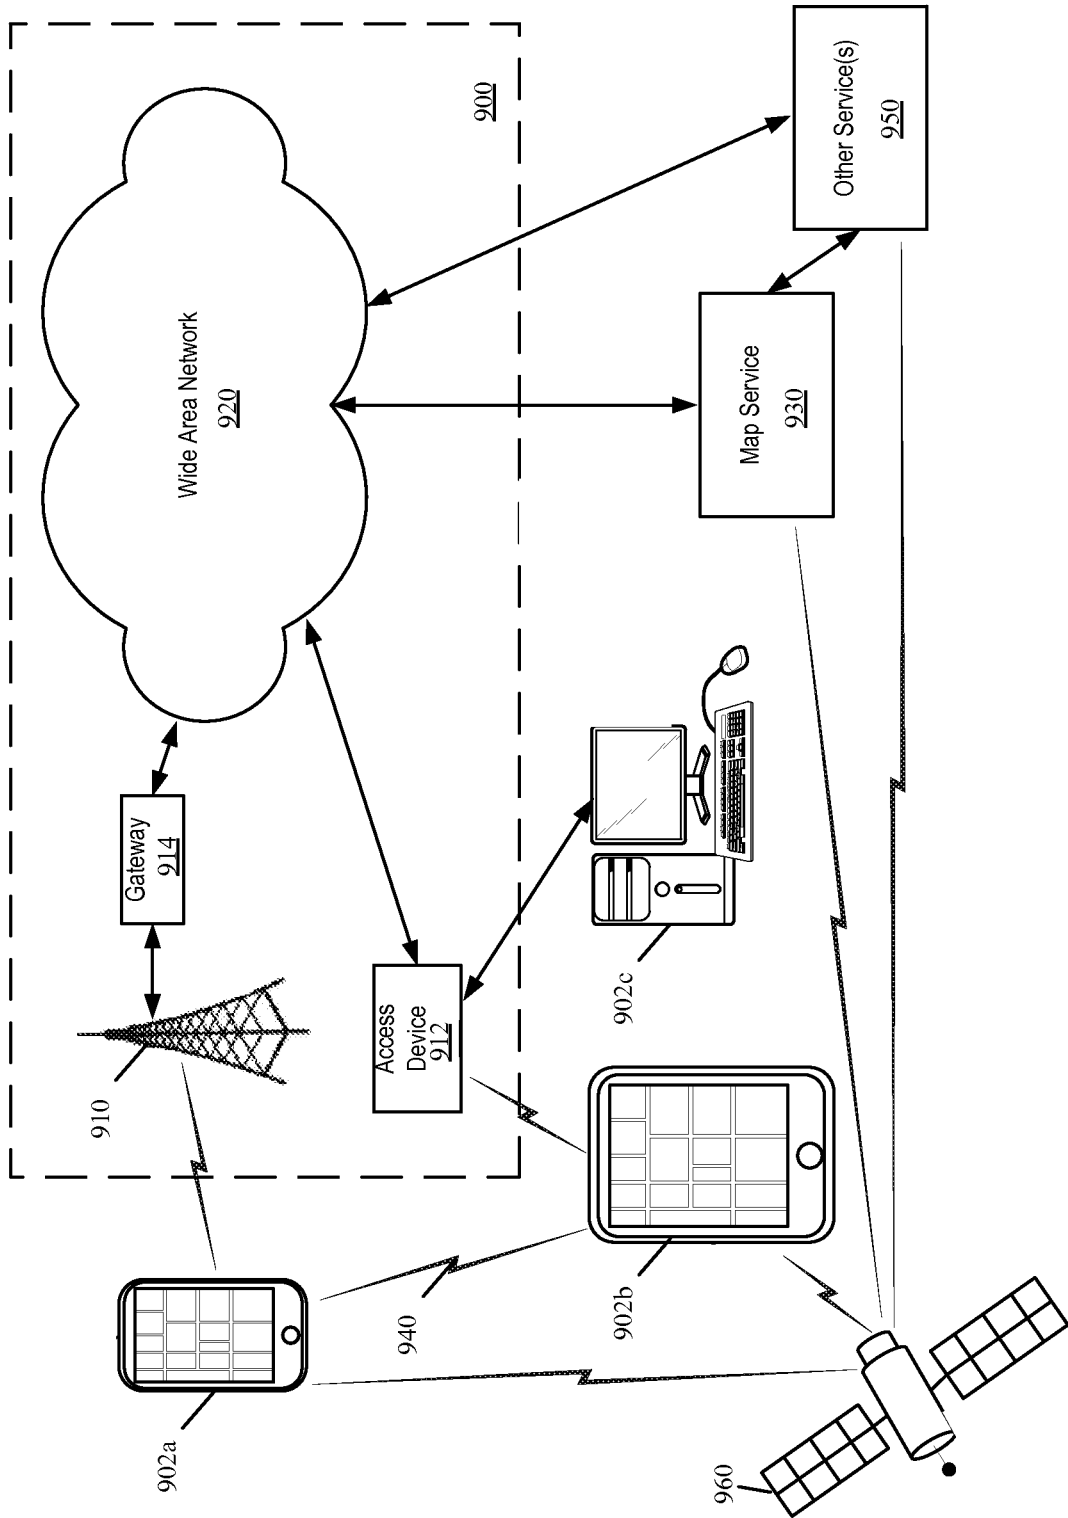 902a
910
Gateway
914
Wide Area Network
920
900
940
Access
Device
912
902b
902c
960
Map Service
930
Other Service(s)
950